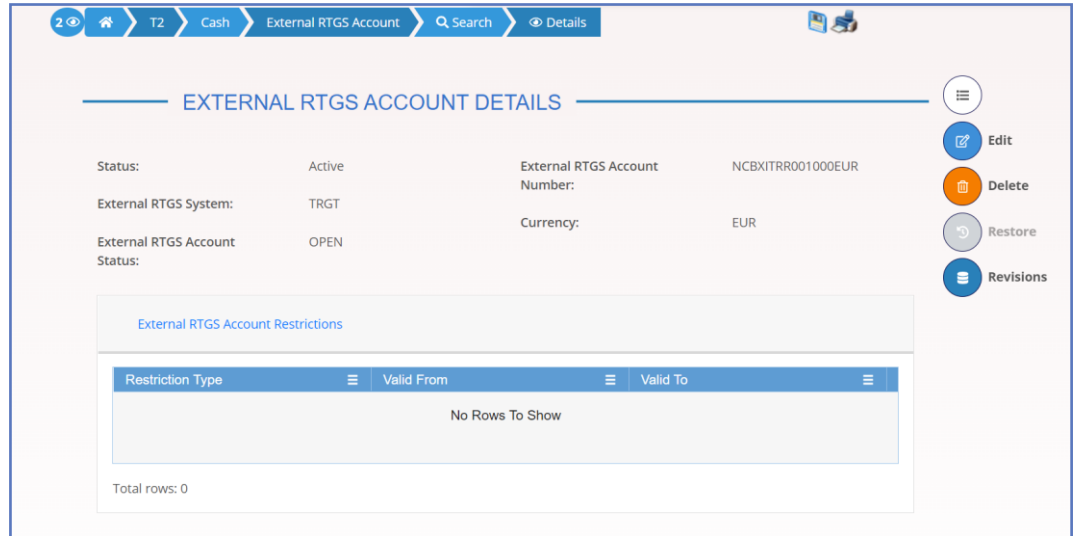 2
T2
Cash
External RTGS Account
Search
Details
EXTERNAL RTGS ACCOUNT DETAILS
Edit
Delete
Restore
Revisions
Status:
Active
External RTGS System:
TRGT
External RTGS Account
Status:
OPEN
External RTGS Account
Number:
NCBXITRR001000EUR
Currency:
EUR
External RTGS Account Restrictions
Restriction Type
Valid From
Valid To
No Rows To Show
Total rows: 0